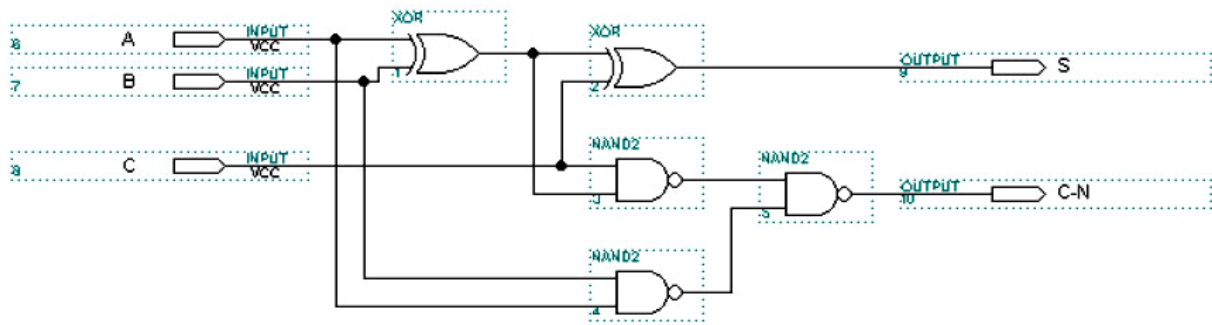 XOR
XOR
6 A INPUT VCC
1
7 B INPUT VCC
2
OUTPUT 9 S
NAND2
8 C INPUT VCC
NAND2
3
OUTPUT 10 C-N
5
NAND2
4